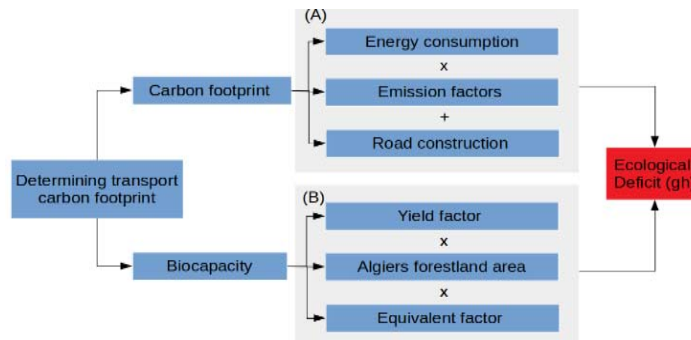 (A)
Energy consumption
x
Carbon footprint
Emission factors
+
Road construction
Determining transport
carbon footprint
Ecological
Deficit (gh
(B)
Yield factor
x
Biocapacity
Algiers forestland area
x
Equivalent factor